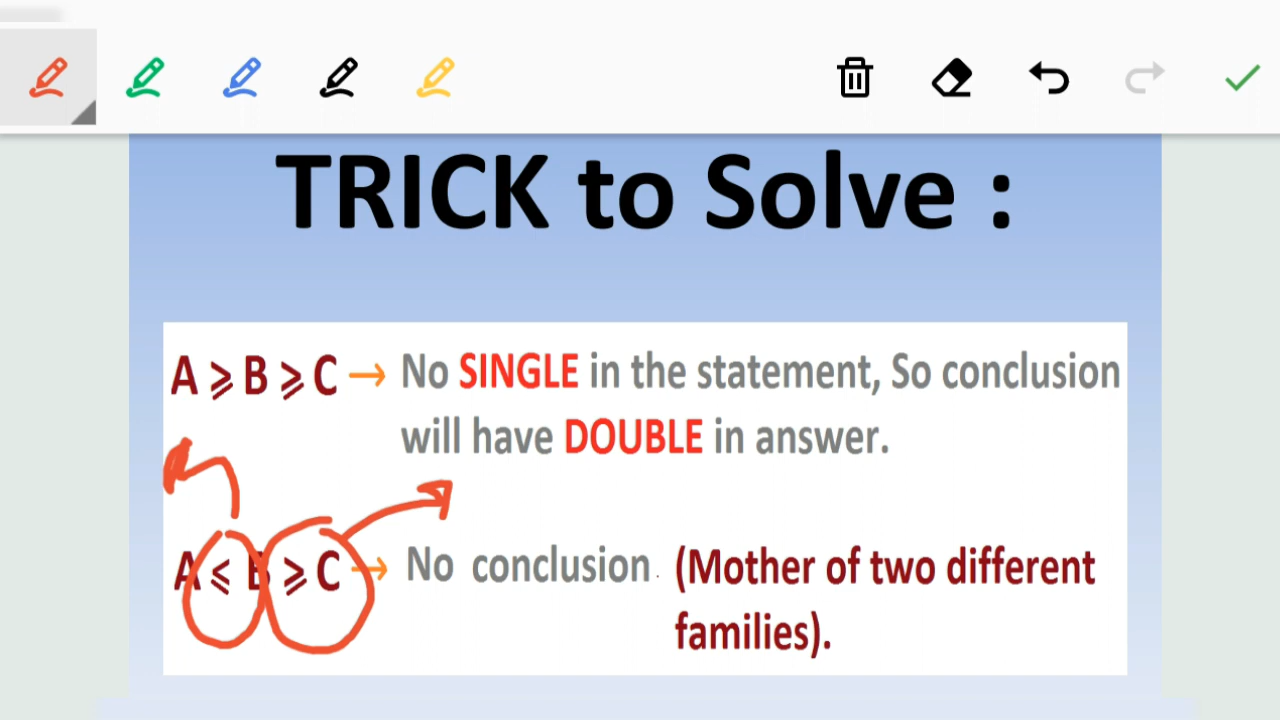 TRICK to Solve :
A ⩾ B ⩾ C → No SINGLE in the statement, So conclusion
will have DOUBLE in answer.
A ⩽ B ⩾ C → No conclusion. (Mother of two different
families).